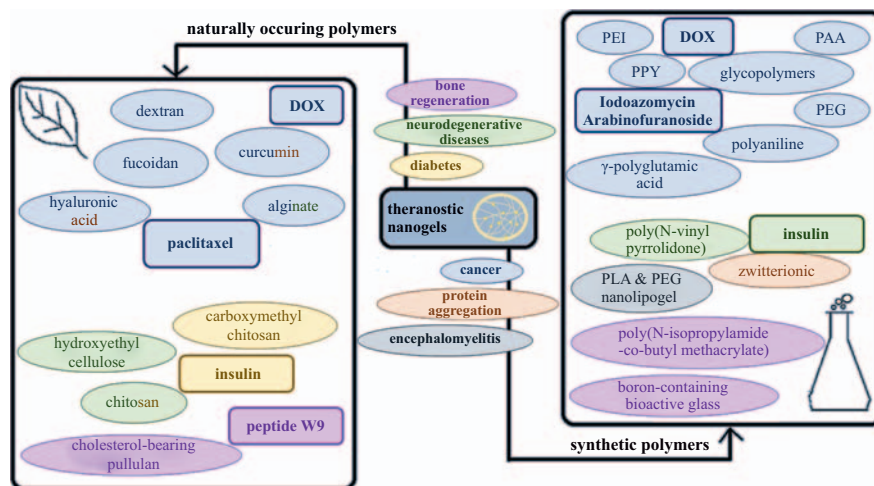 naturally occuring polymers
dextran
DOX
fucoidan
curcumin
hyaluronic
acid
alginate
paclitaxel
carboxymethyl
chitosan
hydroxyethyl
cellulose
insulin
chitosan
peptide W9
cholesterol-bearing
pullulan
bone
regeneration
neurodegenerative
diseases
diabetes
theranostic
nanogels
cancer
protein
aggregation
encephalomyelitis
PEI
DOX
PAA
PPY
glycopolymers
Iodoazomycin
Arabinofuranoside
PEG
polyaniline
γ-polyglutamic
acid
poly(N-vinyl
pyrrolidone)
insulin
zwitterionic
PLA & PEG
nanolipogel
poly(N-isopropylamide
-co-butyl methacrylate)
boron-containing
bioactive glass
synthetic polymers